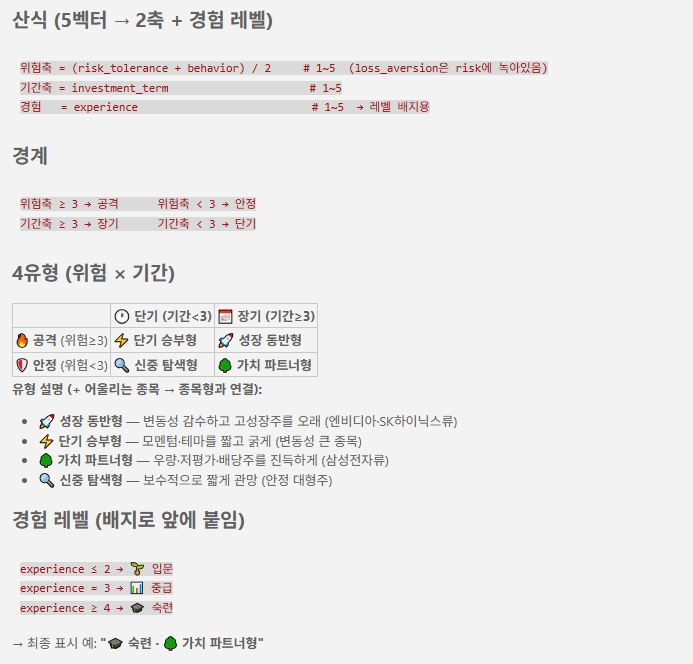 산식 (5벡터 → 2축 + 경험 레벨)
위험축 = (risk_tolerance + behavior) / 2 # 1~5 (loss_aversion은 risk에 녹아있음)
기간축 = investment_term # 1~5
경험 = experience # 1~5 → 레벨 배지용
경계
위험축 ≥ 3 → 공격 위험축 < 3 → 안정
기간축 ≥ 3 → 장기 기간축 < 3 → 단기
4유형 (위험 × 기간)
🕐 단기 (기간<3) 📅 장기 (기간≥3)
🔥 공격 (위험≥3) ⚡ 단기 승부형 🚀 성장 동반형
🛡️ 안정 (위험<3) 🔍 신중 탐색형 🌳 가치 파트너형
유형 설명 (+ 어울리는 종목 → 종목형과 연결):
• 🚀 성장 동반형 — 변동성 감수하고 고성장주를 오래 (엔비디아·SK하이닉스류)
• ⚡ 단기 승부형 — 모멘텀·테마를 짧고 굵게 (변동성 큰 종목)
• 🌳 가치 파트너형 — 우량·저평가·배당주를 진득하게 (삼성전자류)
• 🔍 신중 탐색형 — 보수적으로 짧게 관망 (안정 대형주)
경험 레벨 (배지로 앞에 붙임)
experience ≤ 2 → 🌱 입문
experience = 3 → 📊 중급
experience ≥ 4 → 🎓 숙련
→ 최종 표시 예: "🎓 숙련 · 🌳 가치 파트너형"